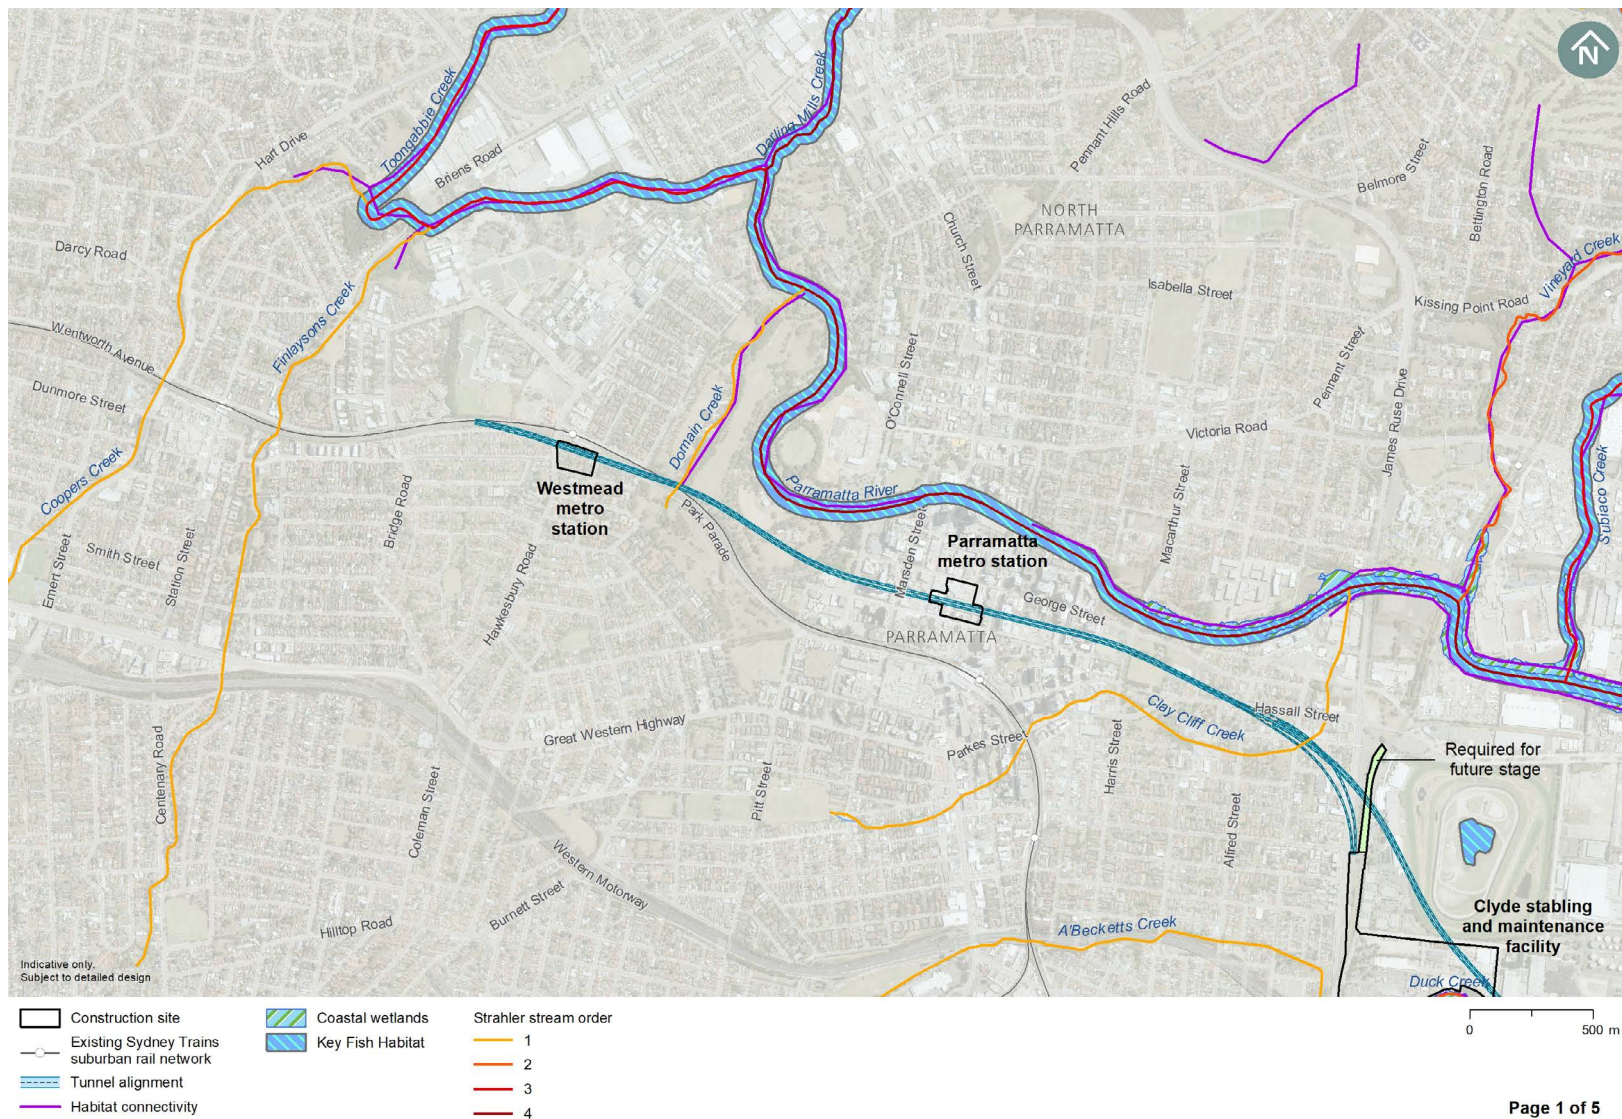 N
Toongabbie Creek
Darling Mills Creek
Pennant Hills Road
Hart Drive
Briens Road
Belmore Street
Bettington Road
NORTH
PARRAMATTA
Church Street
Darcy Road
Vineyard Creek
Isabella Street
Kissing Point Road
Finlaysons Creek
Wentworth Avenue
O'Connell Street
Pennant Street
Dunmore Street
James Ruse Drive
Domain Creek
Victoria Road
Coopers Creek
Westmead
metro
station
Parramatta River
Subiaco Creek
Bridge Road
Macarthur Street
Park Parade
Marsden Street
Parramatta
metro station
Smith Street
Emert Street
Station Street
Hawkesbury Road
George Street
PARRAMATTA
Hassall Street
Clay Cliff Creek
Great Western Highway
Parkes Street
Harris Street
Required for
future stage
Centenary Road
Coleman Street
Pitt Street
Alfred Street
Western Motorway
Burnett Street
Hilltop Road
A'Becketts Creek
Clyde stabling
and maintenance
facility
Duck Creek
Indicative only.
Subject to detailed design
Construction site
Existing Sydney Trains
suburban rail network
Tunnel alignment
Habitat connectivity
Coastal wetlands
Key Fish Habitat
Strahler stream order
1
2
3
4
0 500 m
Page 1 of 5